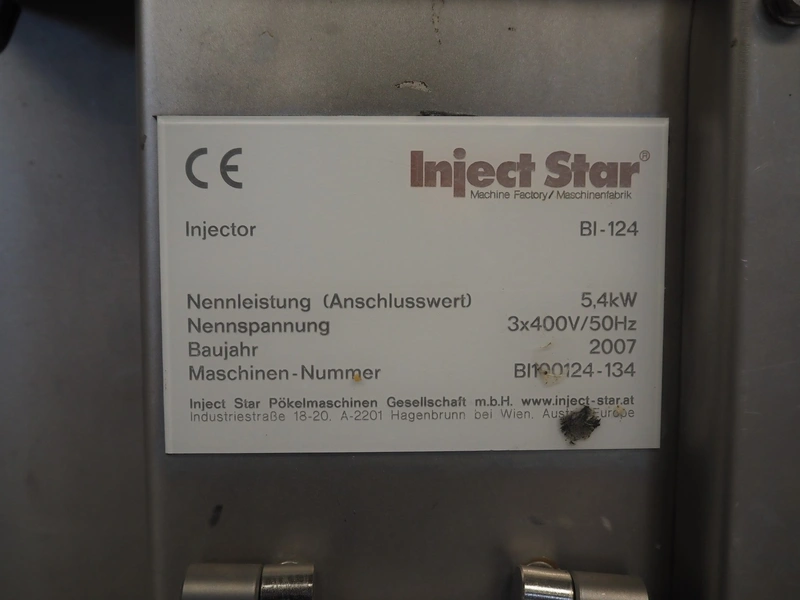 CE
Inject Star®
Machine Factory/Maschinenfabrik
Injector BI-124
Nennleistung (Anschlusswert) 5,4kW
Nennspannung 3x400V/50Hz
Baujahr 2007
Maschinen-Nummer BI100124-134
Inject Star Pökelmaschinen Gesellschaft m.b.H. www.inject-star.at
Industriestraße 18-20. A-2201 Hagenbrunn bei Wien. Europe